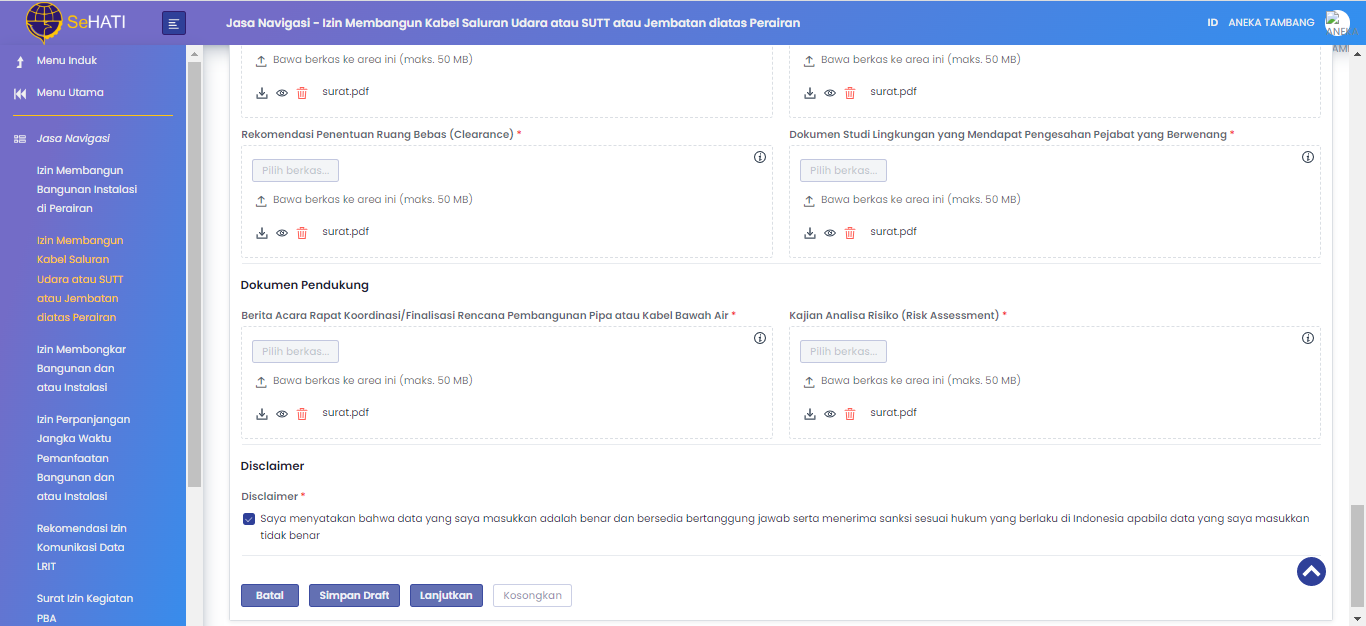 SeHATI
Jasa Navigasi - Izin Membangun Kabel Saluran Udara atau SUTT atau Jembatan diatas Perairan
ID ANEKA TAMBANG
Menu Induk
Menu Utama
Jasa Navigasi
Izin Membangun
Bangunan Instalasi
di Perairan
Izin Membangun
Kabel Saluran
Udara atau SUTT
atau Jembatan
diatas Perairan
Izin Membongkar
Bangunan dan
atau Instalasi
Izin Perpanjangan
Jangka Waktu
Pemanfaatan
Bangunan dan
atau Instalasi
Rekomendasi Izin
Komunikasi Data
LRIT
Surat Izin Kegiatan
PBA
Bawa berkas ke area ini (maks. 50 MB)
surat.pdf
Bawa berkas ke area ini (maks. 50 MB)
surat.pdf
Rekomendasi Penentuan Ruang Bebas (Clearance) *
Pilih berkas...
Bawa berkas ke area ini (maks. 50 MB)
surat.pdf
Dokumen Studi Lingkungan yang Mendapat Pengesahan Pejabat yang Berwenang *
Pilih berkas...
Bawa berkas ke area ini (maks. 50 MB)
surat.pdf
Dokumen Pendukung
Berita Acara Rapat Koordinasi/Finalisasi Rencana Pembangunan Pipa atau Kabel Bawah Air *
Pilih berkas...
Bawa berkas ke area ini (maks. 50 MB)
surat.pdf
Kajian Analisa Risiko (Risk Assessment) *
Pilih berkas...
Bawa berkas ke area ini (maks. 50 MB)
surat.pdf
Disclaimer
Disclaimer *
Saya menyatakan bahwa data yang saya masukkan adalah benar dan bersedia bertanggung jawab serta menerima sanksi sesuai hukum yang berlaku di Indonesia apabila data yang saya masukkan
tidak benar
Batal
Simpan Draft
Lanjutkan
Kosongkan